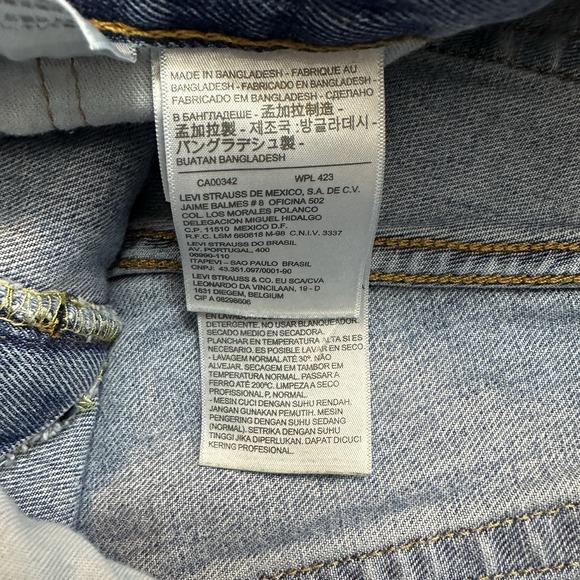 MADE IN BANGLADESH - FABRIQUE AU
BANGLADESH - FABRICADO EN BANGLADESH -
FABRICADO EM BANGLADESH - СДЕЛАНО
В БАНГЛАДЕШЕ - 孟加拉制造 -
孟加拉製 - 제조국 :방글라데시 -
バングラデシュ製 -
BUATAN BANGLADESH
CA00342 WPL 423
LEVI STRAUSS DE MEXICO, S.A. DE C.V.
JAIME BALMES # 8 OFICINA 502
COL. LOS MORALES POLANCO
DELEGACION MIGUEL HIDALGO
C.P. 11510 MEXICO D.F.
R.F.C. LSM 660618 M-98 C.N.I.V. 3337
LEVI STRAUSS DO BRASIL
AV. PORTUGAL, 400
06690-110
ITAPEVI – SAO PAULO BRASIL
CNPJ: 43.351.097/0001-90
LEVI STRAUSS & CO. EU SCA/CVA
LEONARDO DA VINCILAAN, 19 - D
1831 DIEGEM, BELGIUM
CIF A 08298606
EN LAVADORA
DETERGENTE. NO USAR BLANQUEADOR.
SECADO MEDIO EN SECADORA.
PLANCHAR EN TEMPERATURA ALTA SI ES
NECESARIO. ES POSIBLE LAVAR EN SECO
- LAVAGEM NORMAL ATÉ 30º. NÃO
ALVEJAR. SECAGEM EM TAMBOR EM
TEMPERATURA NORMAL. PASSAR A
FERRO ATÉ 200ºC. LIMPEZA A SECO
PROFISSIONAL P, NORMAL.
- MESIN CUCI DENGAN SUHU RENDAH.
JANGAN GUNAKAN PEMUTIH. MESIN
PENGERING DENGAN SUHU SEDANG
(NORMAL). SETRIKA DENGAN SUHU
TINGGI JIKA DIPERLUKAN. DAPAT DICUCI
KERING PROFESIONAL.